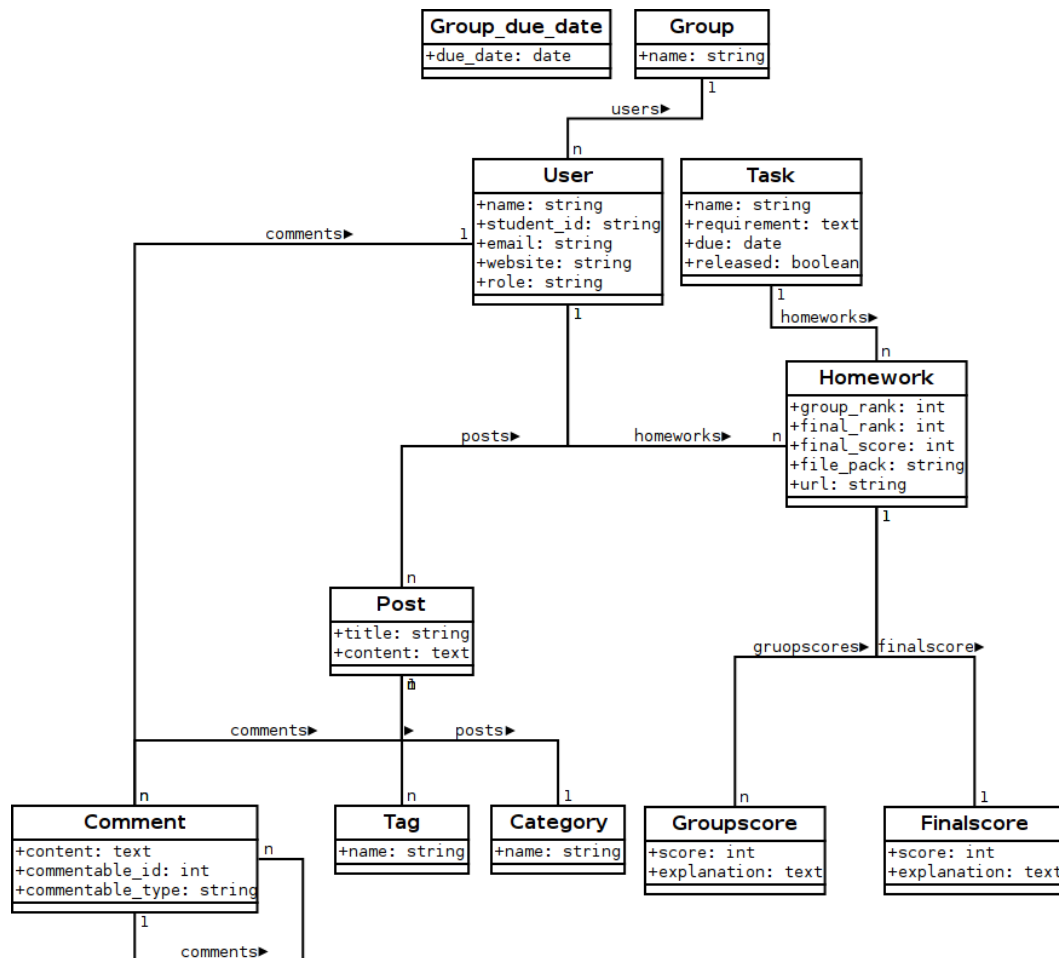 Group_due_date
+due_date: date
Group
+name: string
1
users▶
n
User
+name: string
+student_id: string
+email: string
+website: string
+role: string
Task
+name: string
+requirement: text
+due: date
+released: boolean
comments▶
1
1
1
homeworks▶
n
Homework
+group_rank: int
+final_rank: int
+final_score: int
+file_pack: string
+url: string
posts▶
homeworks▶
n
1
n
Post
+title: string
+content: text
gruopscores▶
finalscore▶
comments▶
▶
posts▶
n
n
1
n
1
Comment
+content: text
+commentable_id: int
+commentable_type: string
n
Tag
+name: string
Category
+name: string
Groupscore
+score: int
+explanation: text
Finalscore
+score: int
+explanation: text
1
comments▶